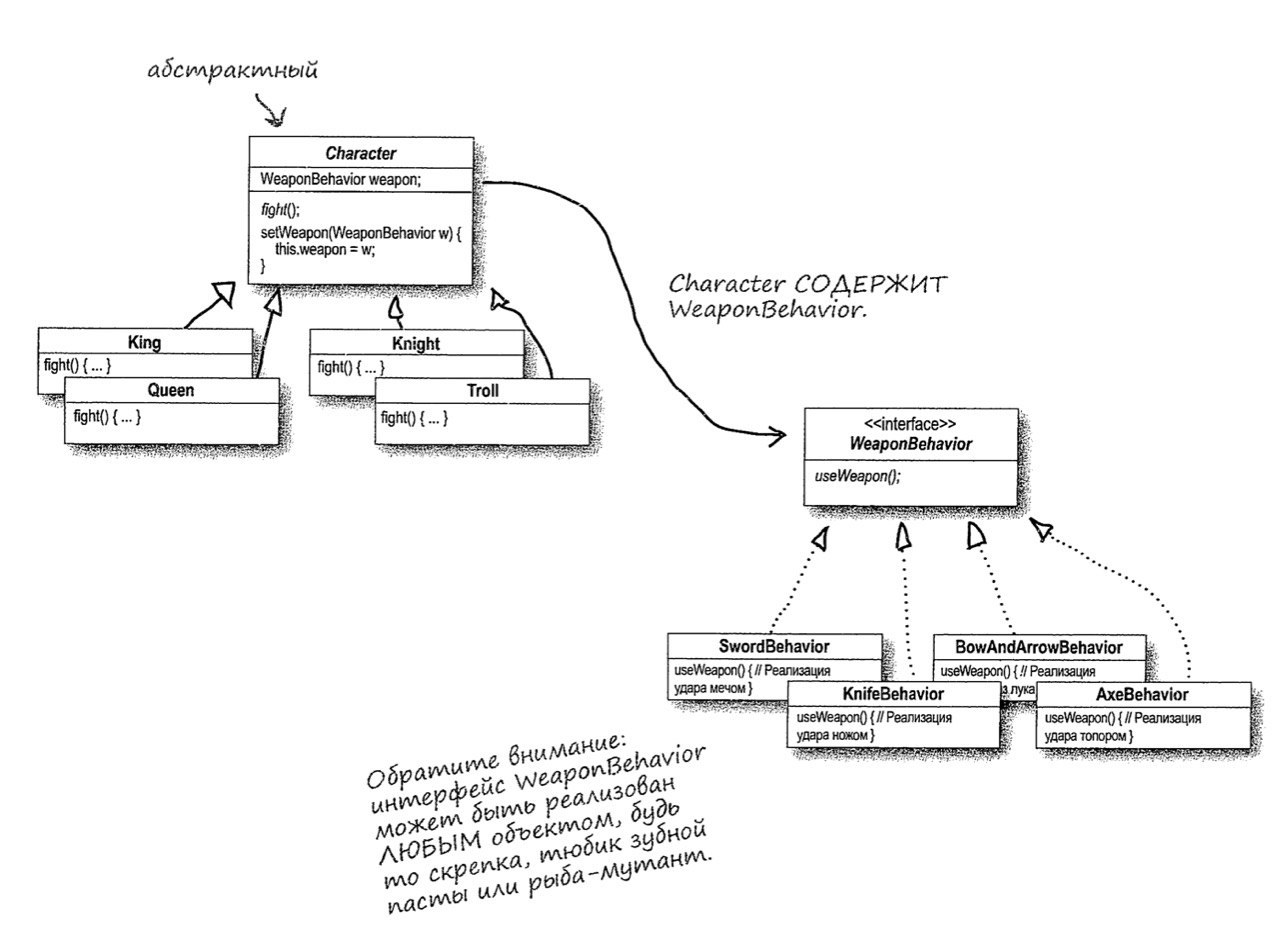 абстрактный
Character
WeaponBehavior weapon;
fight();
setWeapon(WeaponBehavior w) {
this.weapon = w;
}
King
fight() { ... }
Queen
fight() { ... }
Knight
fight() { ... }
Troll
fight() { ... }
Character СОДЕРЖИТ
WeaponBehavior.
<<interface>>
WeaponBehavior
useWeapon();
SwordBehavior
useWeapon() { // Реализация
удара мечом }
KnifeBehavior
useWeapon() { // Реализация
удара ножом }
BowAndArrowBehavior
useWeapon() { // Реализация
з лука
AxeBehavior
useWeapon() { // Реализация
удара топором }
Обратите внимание:
интерфейс WeaponBehavior
может быть реализован
ЛЮБЫМ объектом, будь
то скрепка, тюбик зубной
пасты или рыба-мутант.